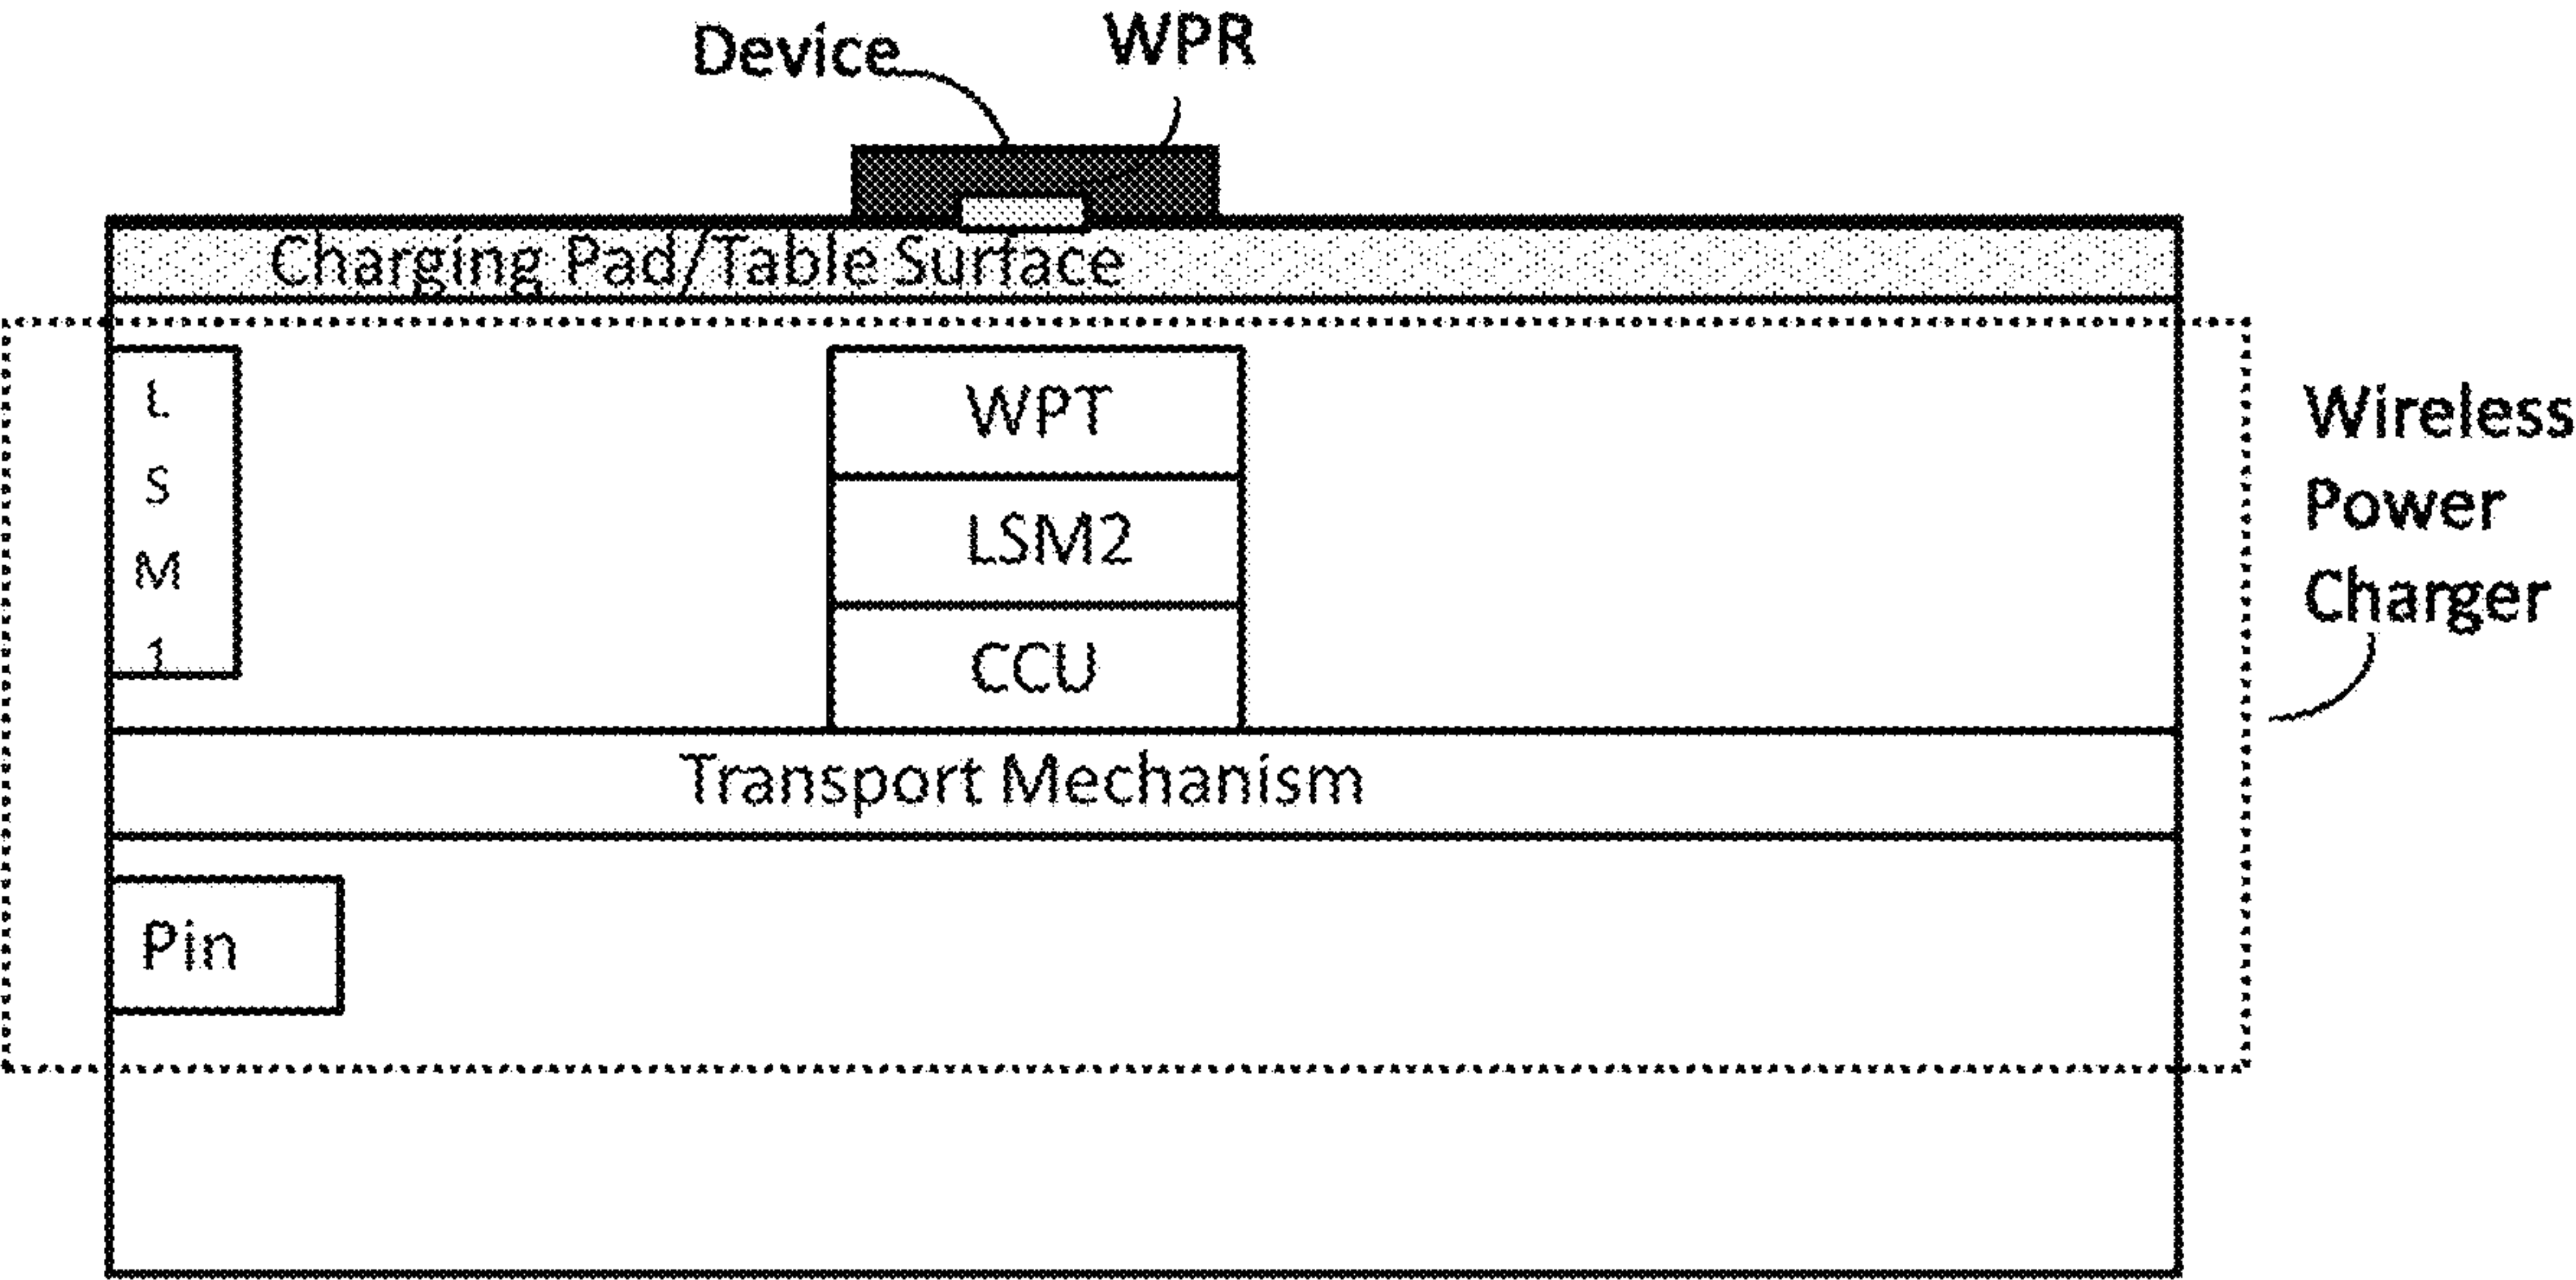 Device
WPR
Charging Pad/Table Surface
L
S
M
1
WPT
LSM2
CCU
Wireless
Power
Charger
Transport Mechanism
Pin